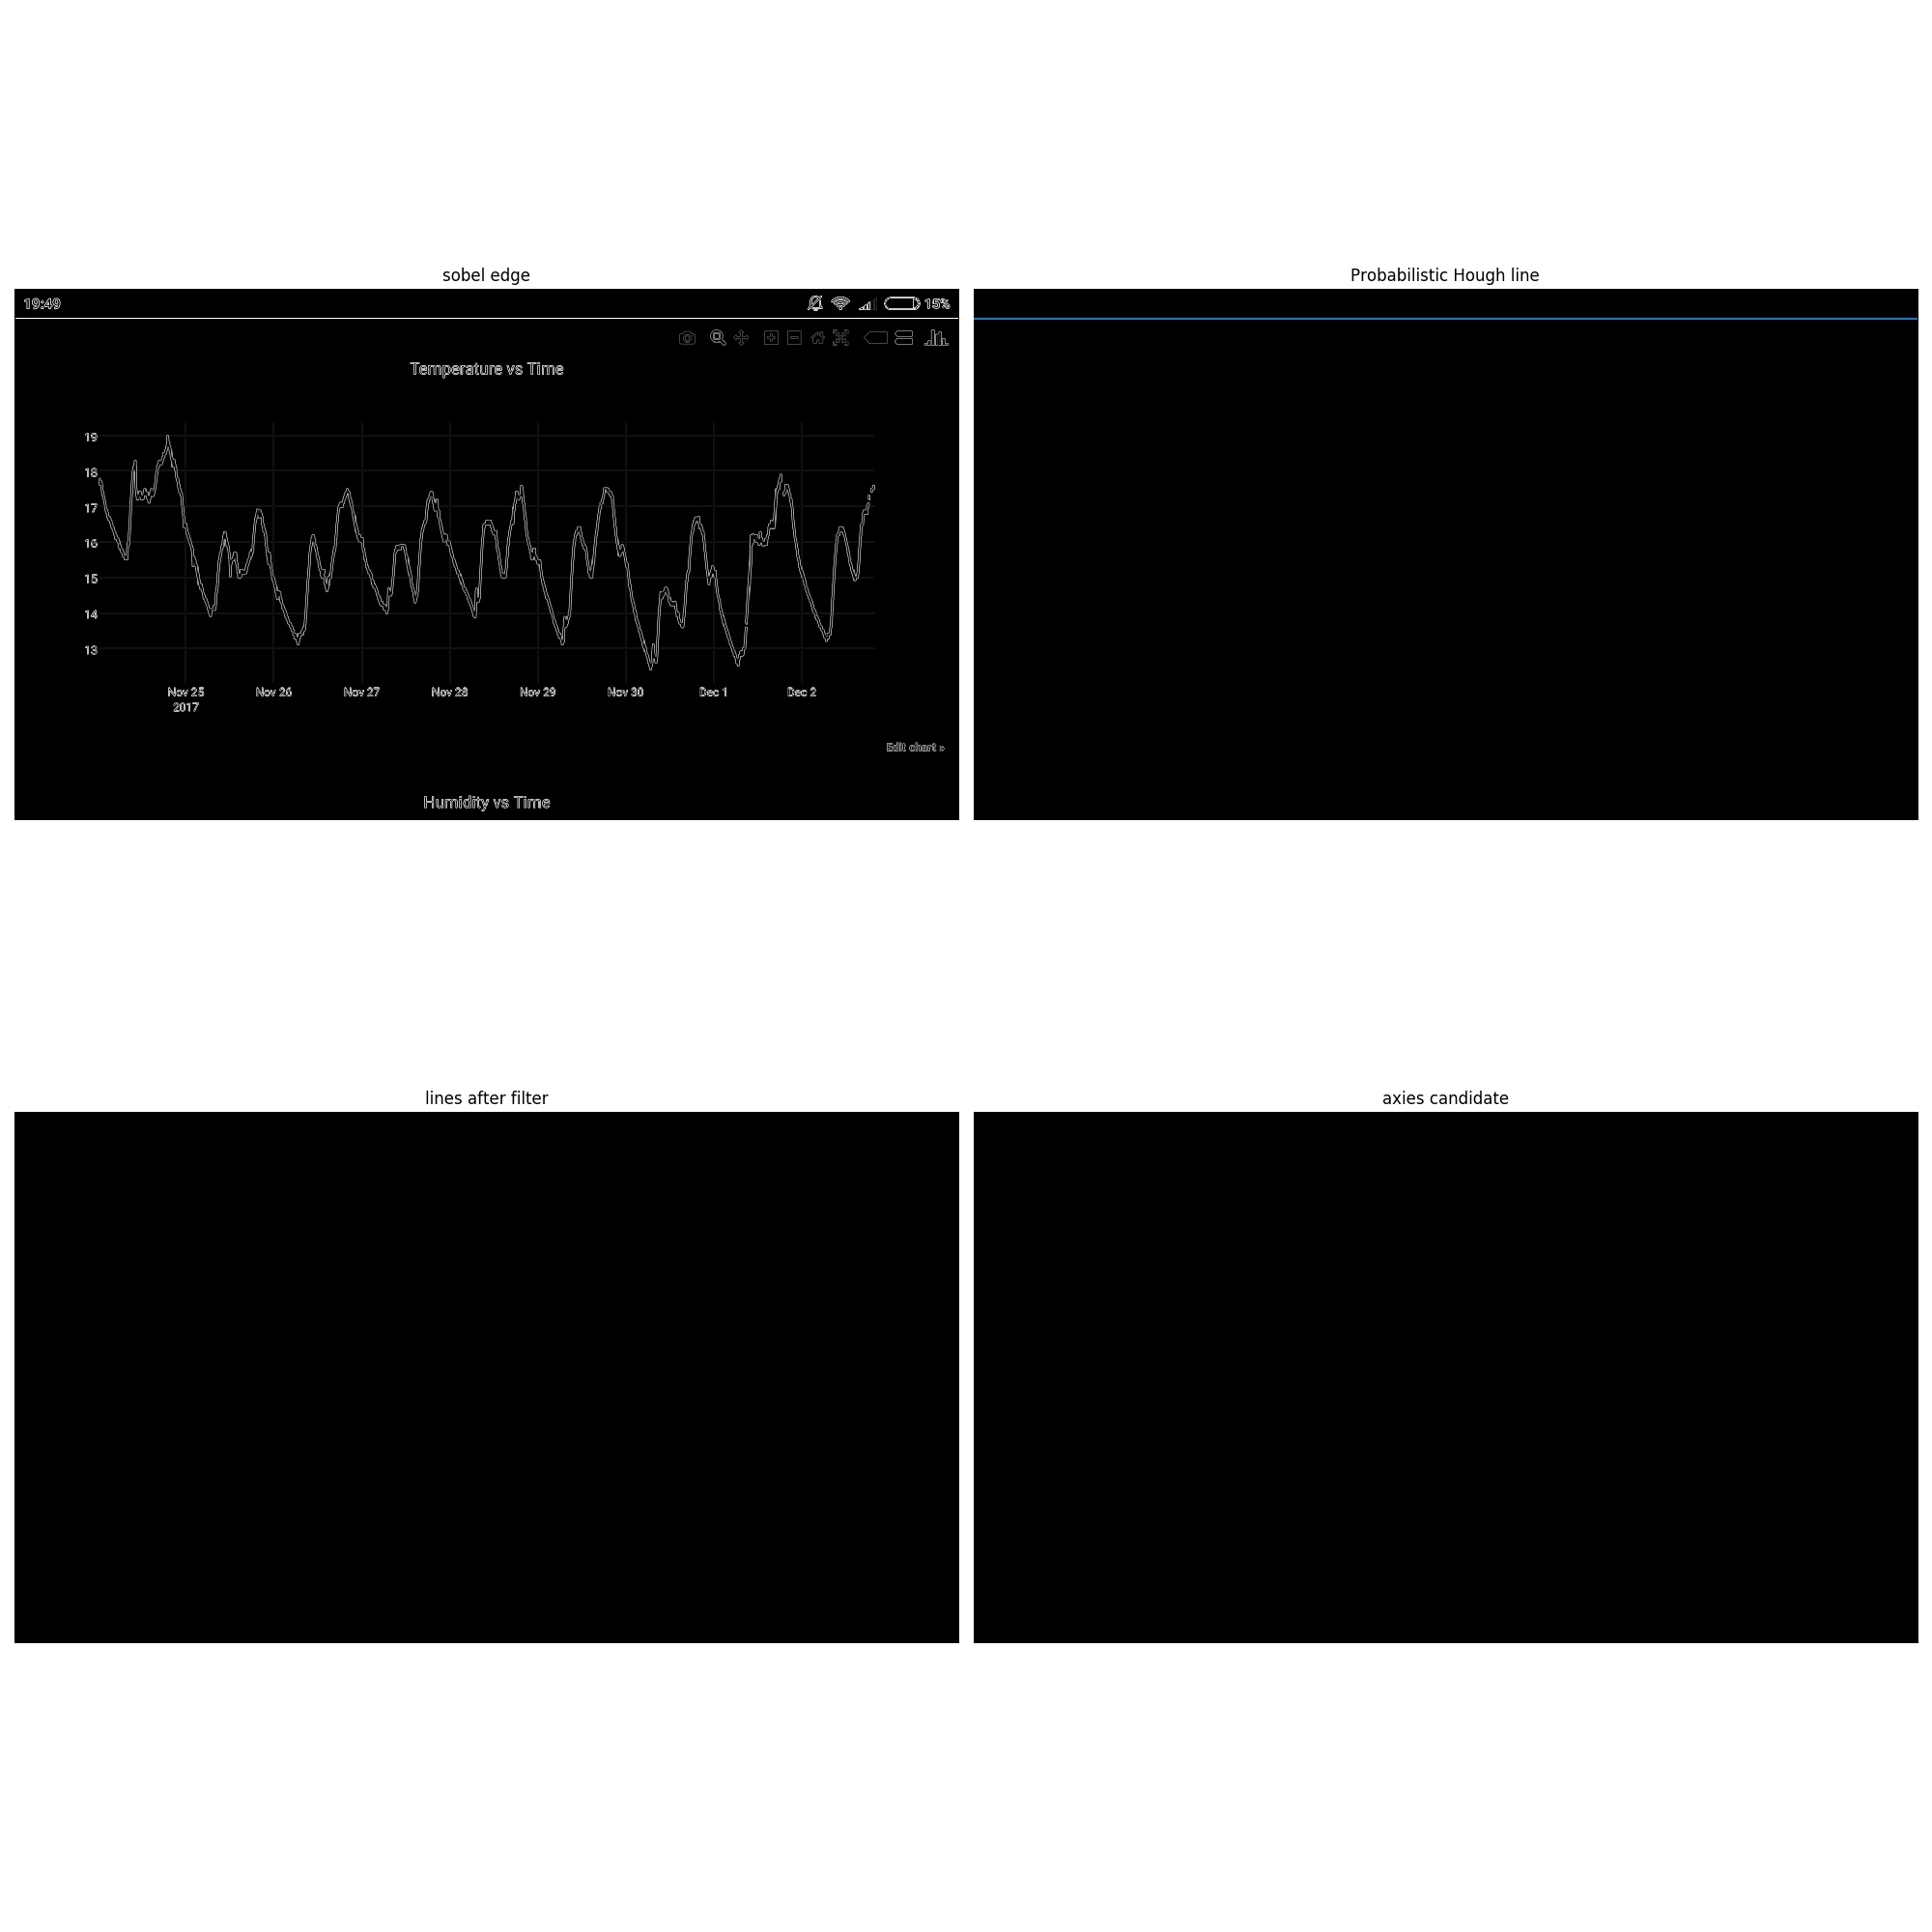 sobel edge
Probabilistic Hough line
19:49
15%
Temperature vs Time
19
18
17
16
15
14
13
Nov 25 Nov 26 Nov 27 Nov 28 Nov 29 Nov 30 Dec 1 Dec 2
2017
Edit chart »
Humidity vs Time
lines after filter
axies candidate